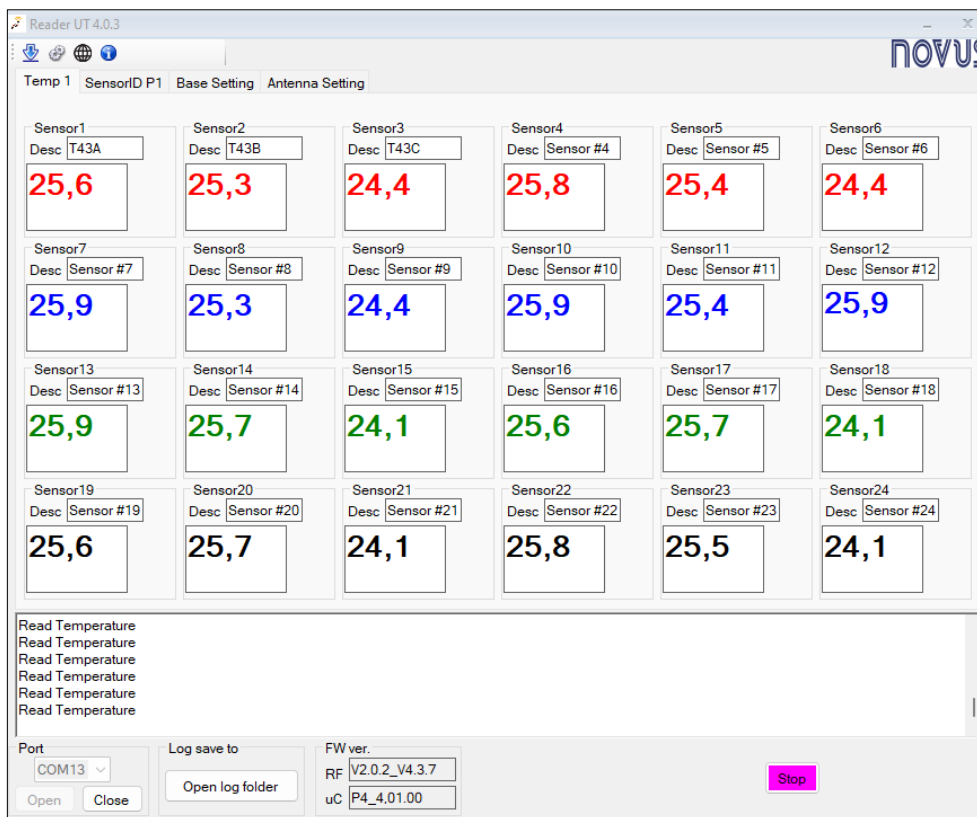 Reader UT 4.0.3
novus
Temp 1 SensorID P1 Base Setting Antenna Setting
Sensor1 Sensor2 Sensor3 Sensor4 Sensor5 Sensor6
Desc T43A Desc T43B Desc T43C Desc Sensor #4 Desc Sensor #5 Desc Sensor #6
25,6 25,3 24,4 25,8 25,4 24,4
Sensor7 Sensor8 Sensor9 Sensor10 Sensor11 Sensor12
Desc Sensor #7 Desc Sensor #8 Desc Sensor #9 Desc Sensor #10 Desc Sensor #11 Desc Sensor #12
25,9 25,3 24,4 25,9 25,4 25,9
Sensor13 Sensor14 Sensor15 Sensor16 Sensor17 Sensor18
Desc Sensor #13 Desc Sensor #14 Desc Sensor #15 Desc Sensor #16 Desc Sensor #17 Desc Sensor #18
25,9 25,7 24,1 25,6 25,7 24,1
Sensor19 Sensor20 Sensor21 Sensor22 Sensor23 Sensor24
Desc Sensor #19 Desc Sensor #20 Desc Sensor #21 Desc Sensor #22 Desc Sensor #23 Desc Sensor #24
25,6 25,7 24,1 25,8 25,5 24,1
Read Temperature
Read Temperature
Read Temperature
Read Temperature
Read Temperature
Read Temperature
Port Log save to FW ver.
COM13 RF V2.0.2_V4.3.7
Open log folder Stop
Open Close uC P4_4,01.00